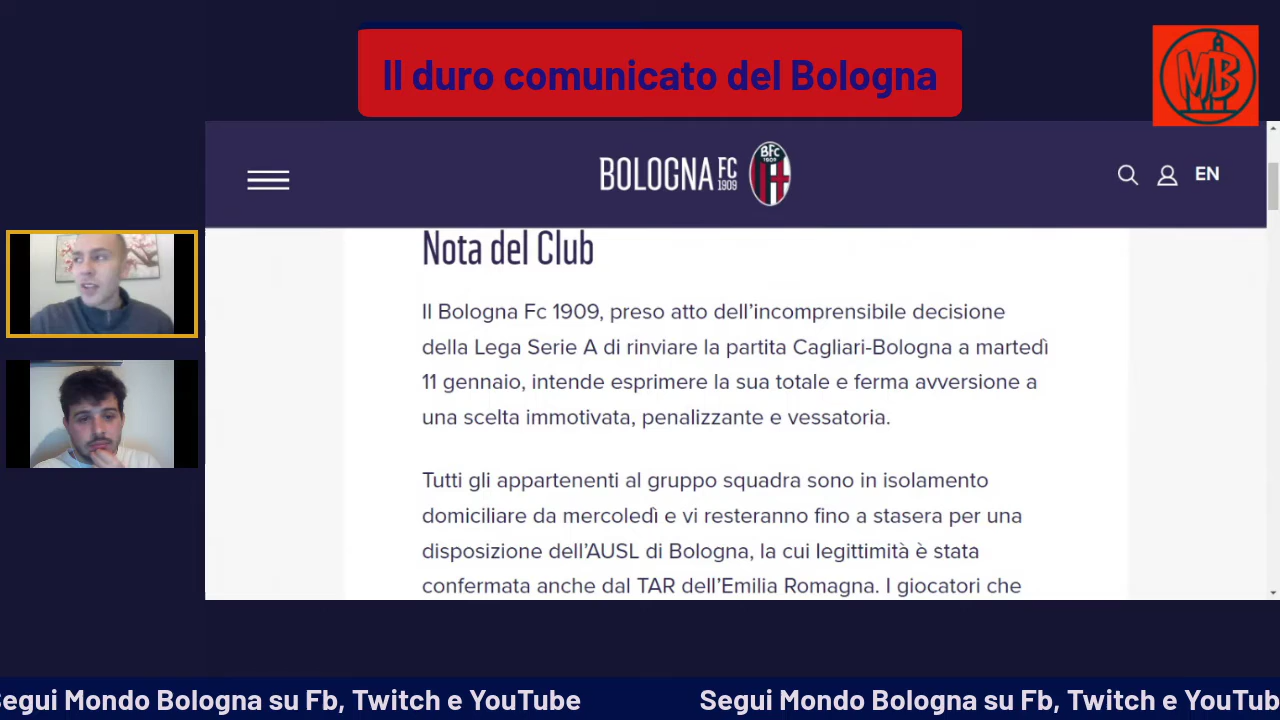 Il duro comunicato del Bologna
MB
BOLOGNA FC
1909
BFC
1909
EN
Nota del Club
Il Bologna Fc 1909, preso atto dell'incomprensibile decisione
della Lega Serie A di rinviare la partita Cagliari-Bologna a martedì
11 gennaio, intende esprimere la sua totale e ferma avversione a
una scelta immotivata, penalizzante e vessatoria.
Tutti gli appartenenti al gruppo squadra sono in isolamento
domiciliare da mercoledì e vi resteranno fino a stasera per una
disposizione dell'AUSL di Bologna, la cui legittimità è stata
confermata anche dal TAR dell'Emilia Romagna. I giocatori che
Segui Mondo Bologna su Fb, Twitch e YouTube
Segui Mondo Bologna su Fb, Twitch e YouTub